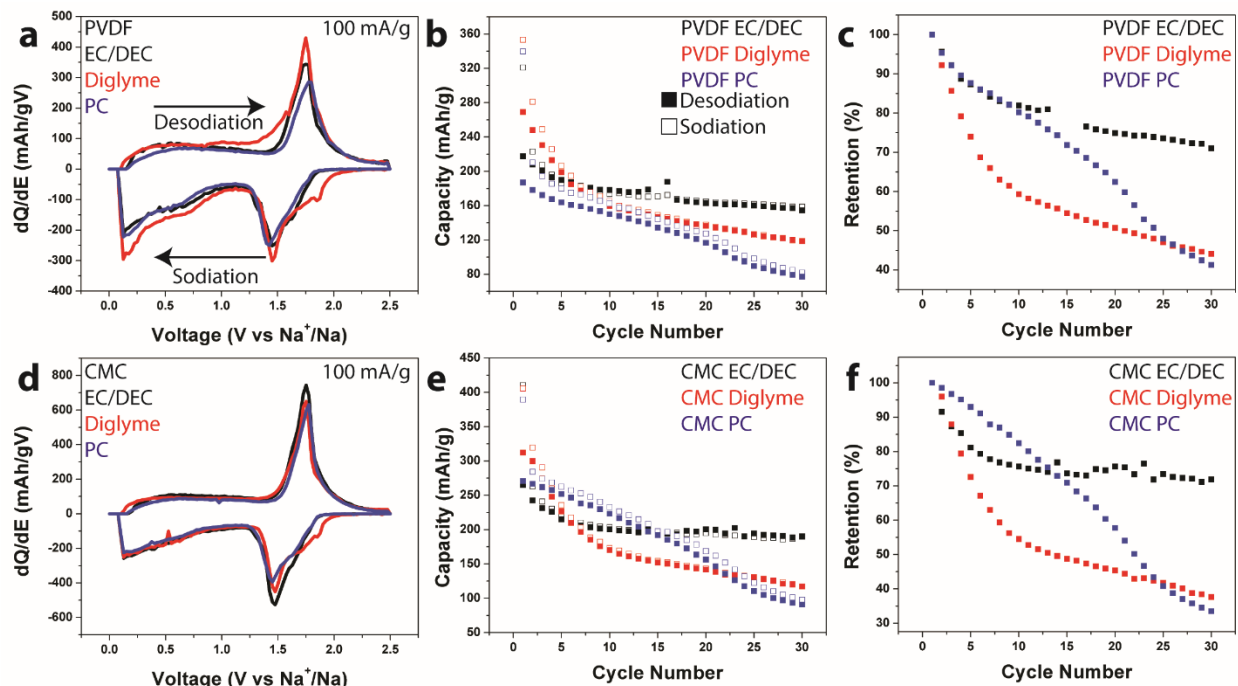 a
PVDF
EC/DEC
Diglyme
PC
100 mA/g
Desodiation
Sodiation
dQ/dE (mAh/gV)
500
400
300
200
100
0
-100
-200
-300
-400
0.0 0.5 1.0 1.5 2.0 2.5
Voltage (V vs Na⁺/Na)
b
PVDF EC/DEC
PVDF Diglyme
PVDF PC
Desodiation
Sodiation
Capacity (mAh/g)
360
320
280
240
200
160
120
80
0 5 10 15 20 25 30
Cycle Number
c
PVDF EC/DEC
PVDF Diglyme
PVDF PC
Retention (%)
100
90
80
70
60
50
40
0 5 10 15 20 25 30
Cycle Number
d
CMC
EC/DEC
Diglyme
PC
100 mA/g
dQ/dE (mAh/gV)
800
600
400
200
0
-200
-400
-600
0.0 0.5 1.0 1.5 2.0 2.5
Voltage (V vs Na⁺/Na)
e
CMC EC/DEC
CMC Diglyme
CMC PC
Capacity (mAh/g)
450
400
350
300
250
200
150
100
50
0 5 10 15 20 25 30
Cycle Number
f
CMC EC/DEC
CMC Diglyme
CMC PC
Retention (%)
100
90
80
70
60
50
40
30
0 5 10 15 20 25 30
Cycle Number